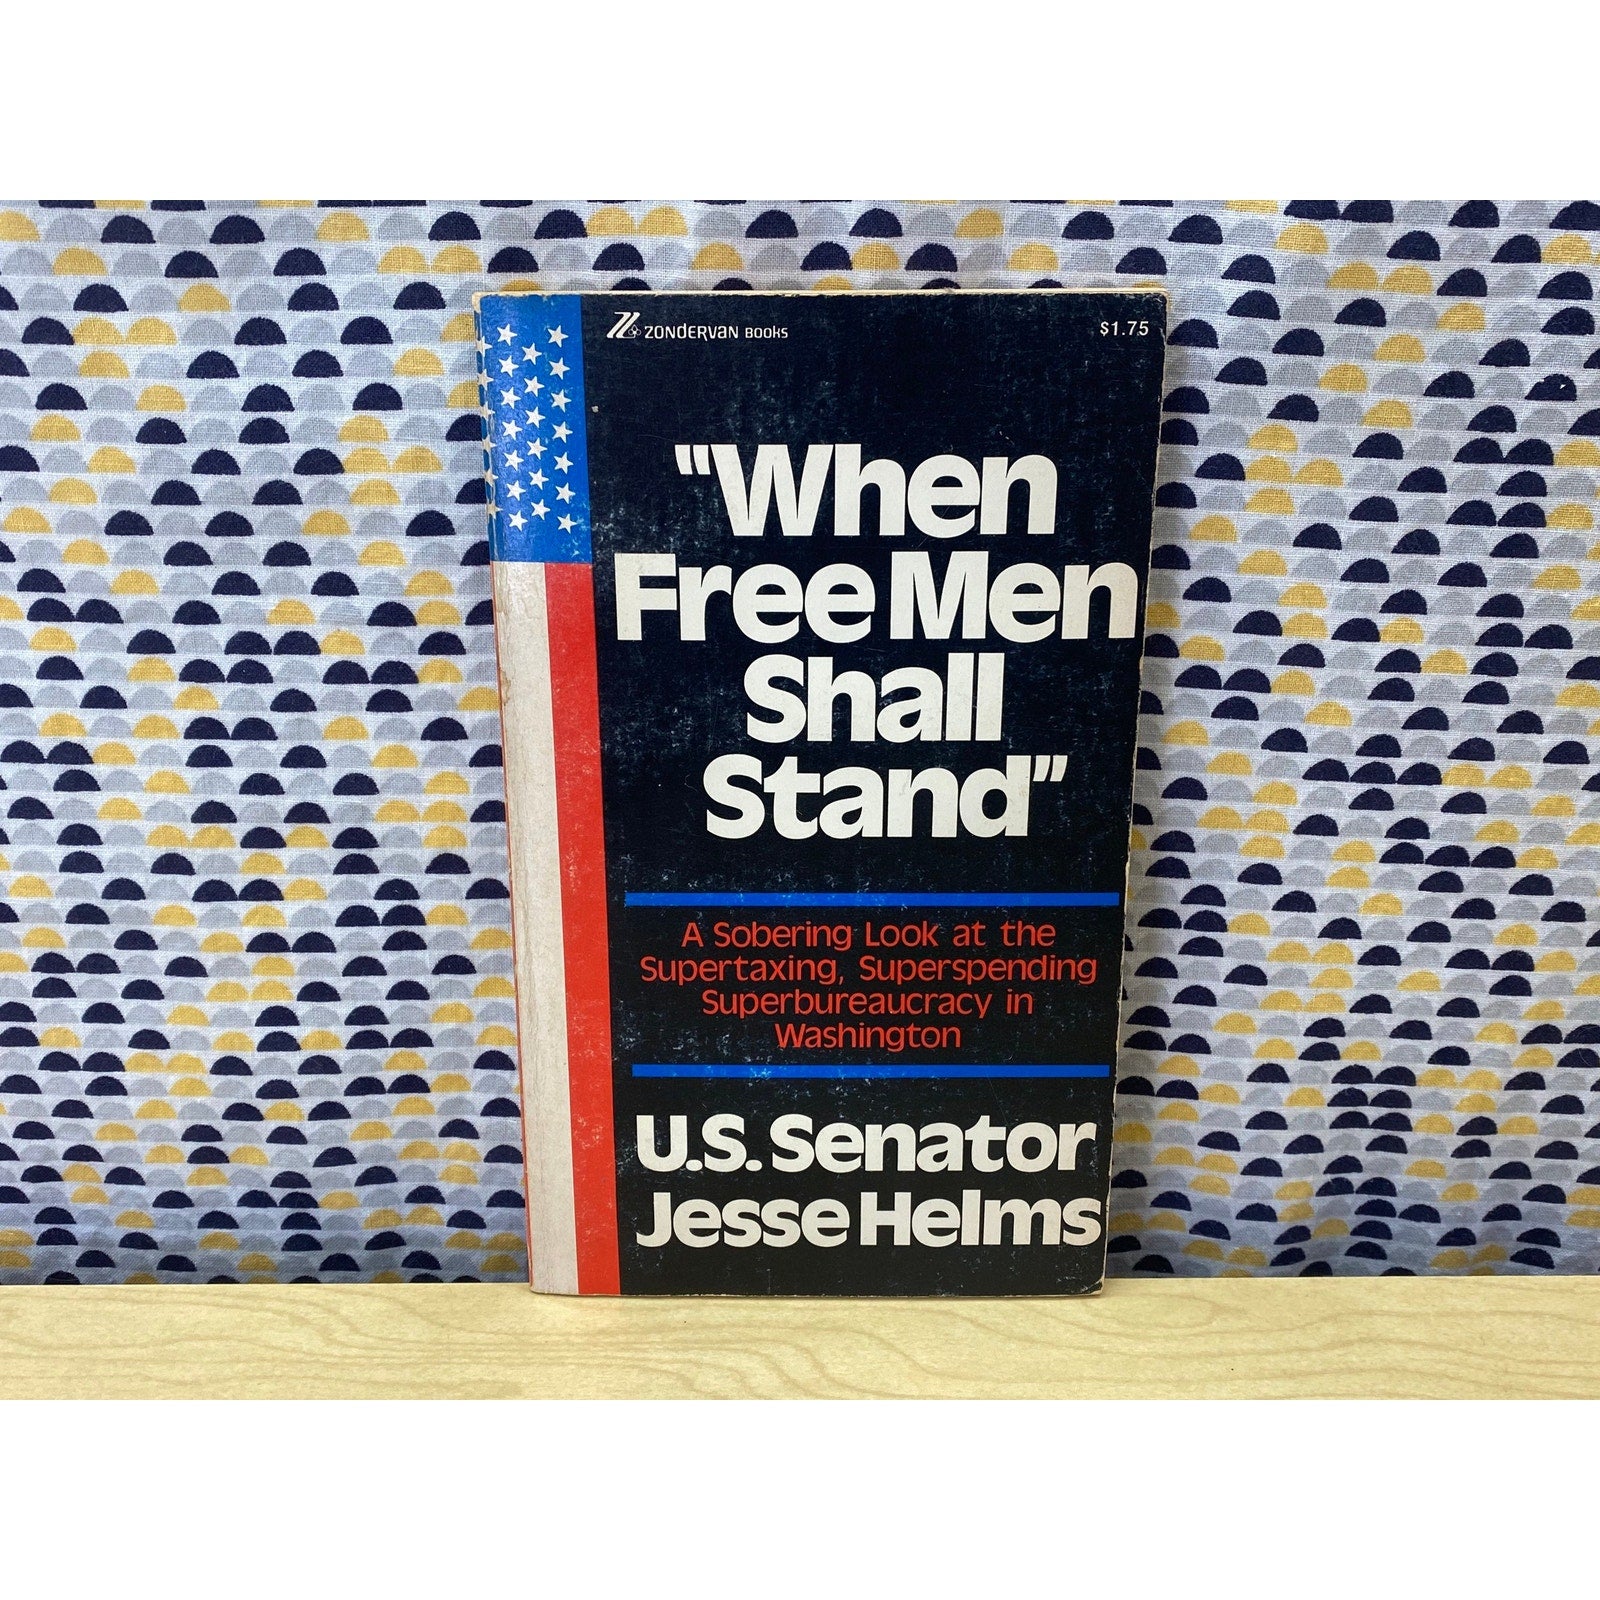 ZONDERVAN BOOKS
$1.75
"When
Free Men
Shall
Stand"
A Sobering Look at the
Supertaxing, Superspending
Superbureaucracy in
Washington
U.S. Senator
Jesse Helms